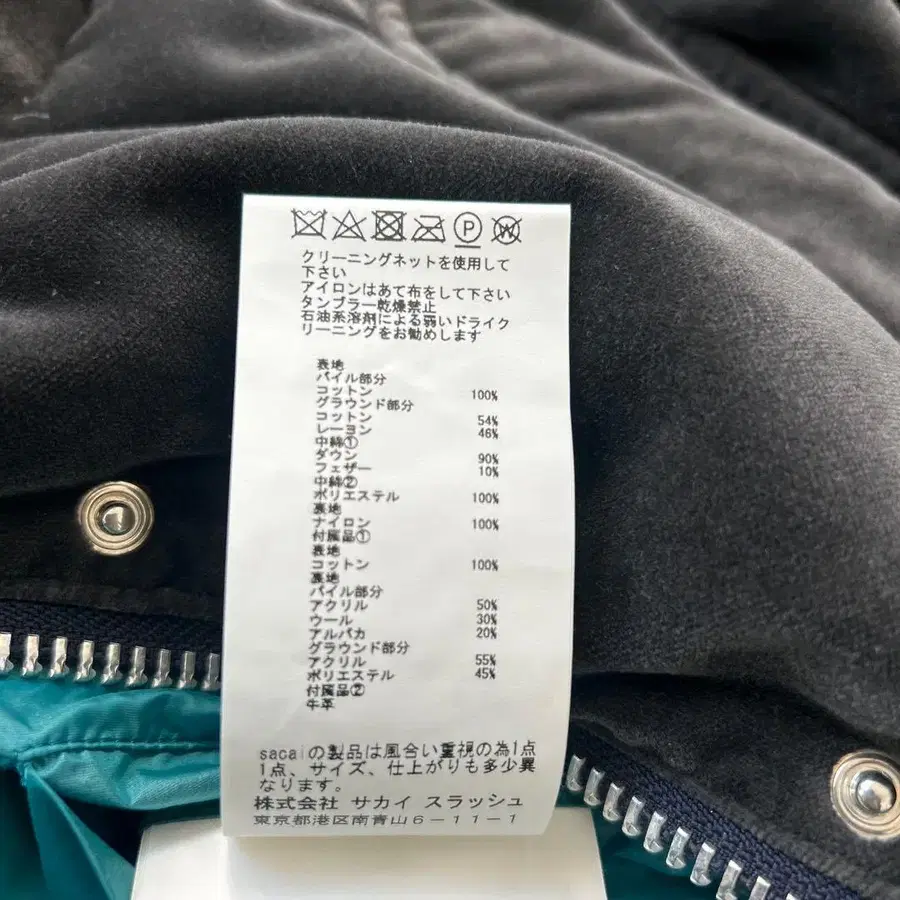 P W
クリーニングネットを使用して
下さい
アイロンはあて布をして下さい
タンブラー乾燥禁止
石油系溶剤による弱いドライク
リーニングをお勧めします
表地
パイル部分
コットン 100%
グラウンド部分
コットン 54%
レーヨン 46%
中綿①
ダウン 90%
フェザー 10%
中綿②
ポリエステル 100%
裏地
ナイロン 100%
付属品①
表地
コットン 100%
裏地
パイル部分
アクリル 50%
ウール 30%
アルパカ 20%
グラウンド部分
アクリル 55%
ポリエステル 45%
付属品②
牛革
sacaiの製品は風合い重視の為1点
1点、サイズ、仕上がりも多少異
なります。
株式会社 サカイ スラッシュ
東京都港区南青山6-11-1